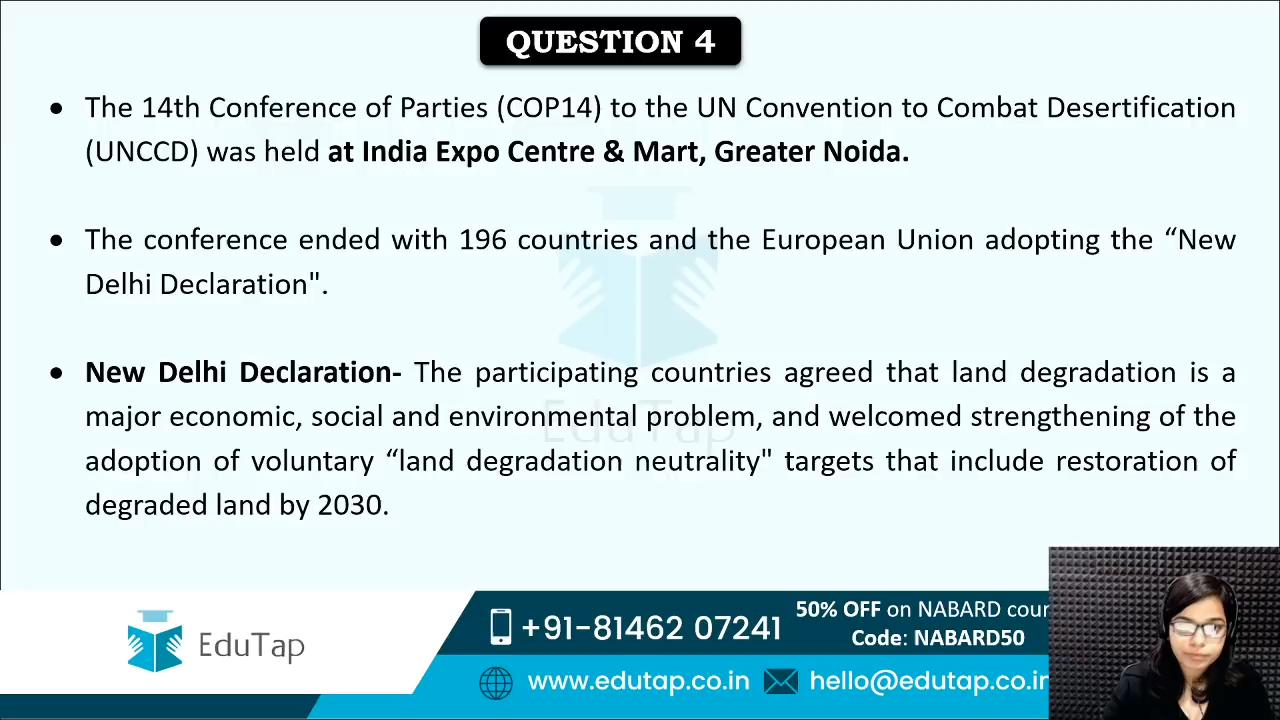 QUESTION 4
• The 14th Conference of Parties (COP14) to the UN Convention to Combat Desertification
(UNCCD) was held at India Expo Centre & Mart, Greater Noida.
• The conference ended with 196 countries and the European Union adopting the “New
Delhi Declaration".
• New Delhi Declaration- The participating countries agreed that land degradation is a
major economic, social and environmental problem, and welcomed strengthening of the
adoption of voluntary “land degradation neutrality" targets that include restoration of
degraded land by 2030.
EduTap
EduTap
+91-81462 07241
50% OFF on NABARD cour
Code: NABARD50
www.edutap.co.in
hello@edutap.co.in